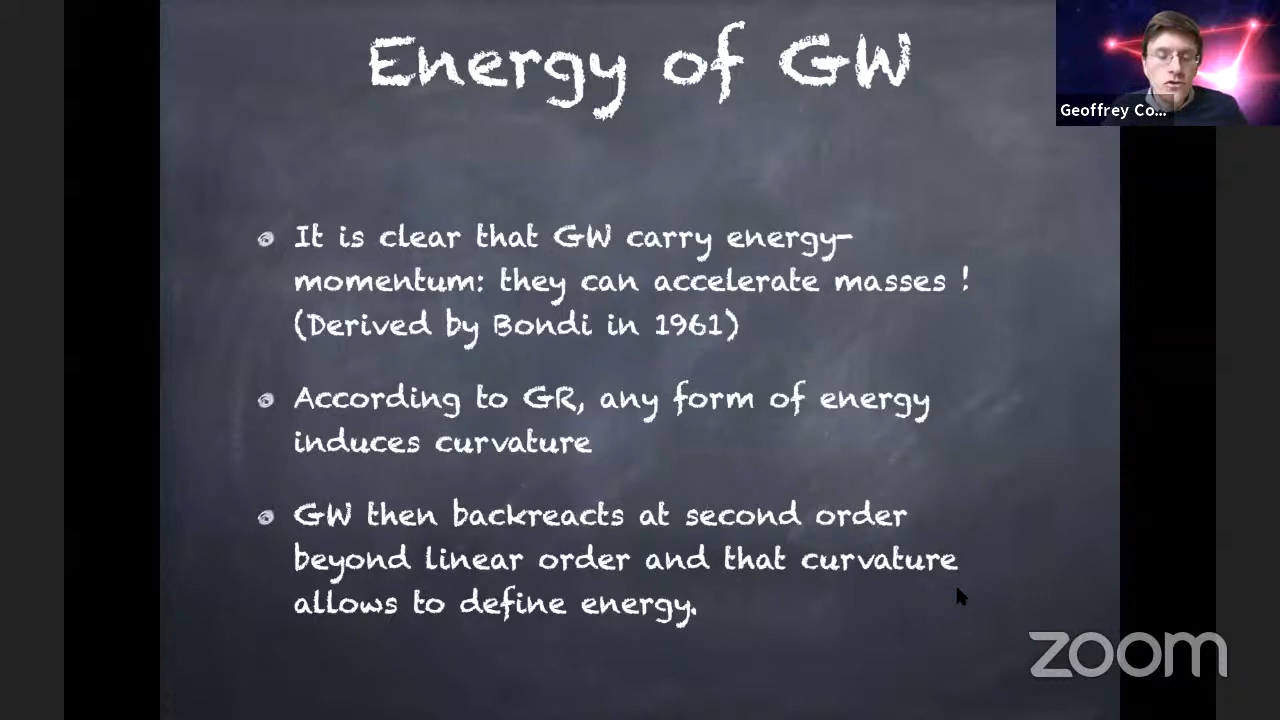 Energy of GW
Geoffrey Co...
It is clear that GW carry energy-
momentum: they can accelerate masses !
(Derived by Bondi in 1961)
According to GR, any form of energy
induces curvature
GW then backreacts at second order
beyond linear order and that curvature
allows to define energy.
zoom